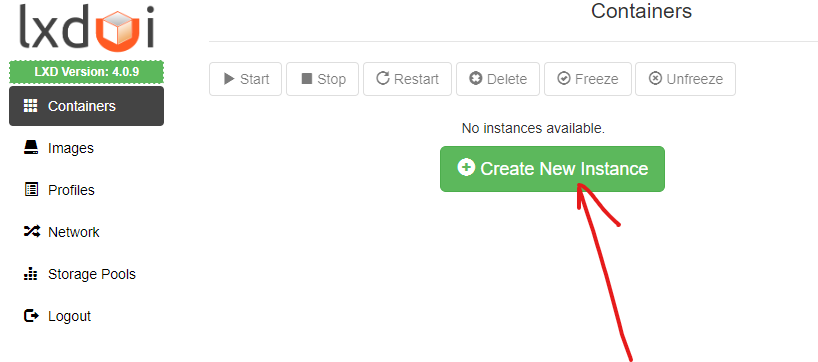 lxdui
LXD Version: 4.0.9
Containers
Images
Profiles
Network
Storage Pools
Logout
Containers
Start Stop Restart Delete Freeze Unfreeze
No instances available.
Create New Instance